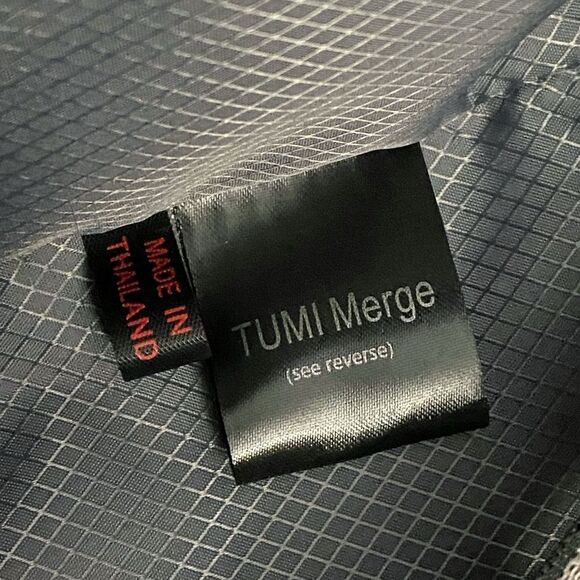 MADE IN
THAILAND
TUMI Merge
(see reverse)